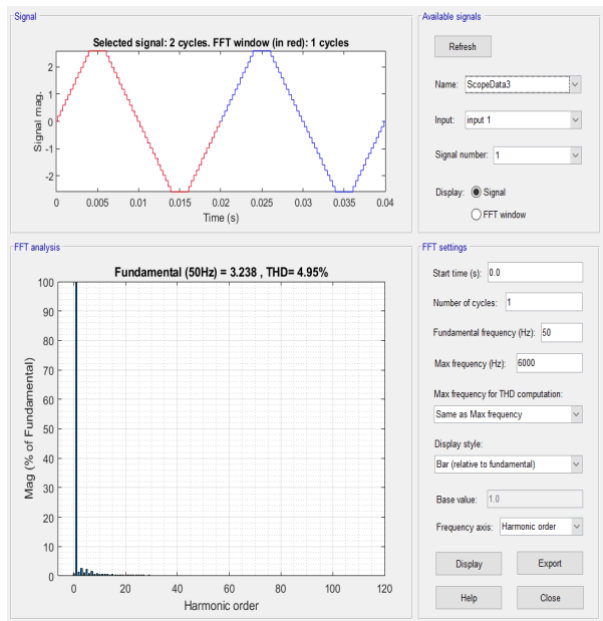 Signal
Selected signal: 2 cycles. FFT window (in red): 1 cycles
2
1
0
-1
-2
Signal mag.
0 0.005 0.01 0.015 0.02 0.025 0.03 0.035 0.04
Time (s)
Available signals
Refresh
Name: ScopeData3
Input: input 1
Signal number: 1
Display: Signal
FFT window
FFT analysis
Fundamental (50Hz) = 3.238 , THD= 4.95%
100
90
80
70
60
50
40
30
20
10
0
Mag (% of Fundamental)
0 20 40 60 80 100 120
Harmonic order
FFT settings
Start time (s): 0.0
Number of cycles: 1
Fundamental frequency (Hz): 50
Max frequency (Hz): 6000
Max frequency for THD computation:
Same as Max frequency
Display style:
Bar (relative to fundamental)
Base value: 1.0
Frequency axis: Harmonic order
Display Export
Help Close